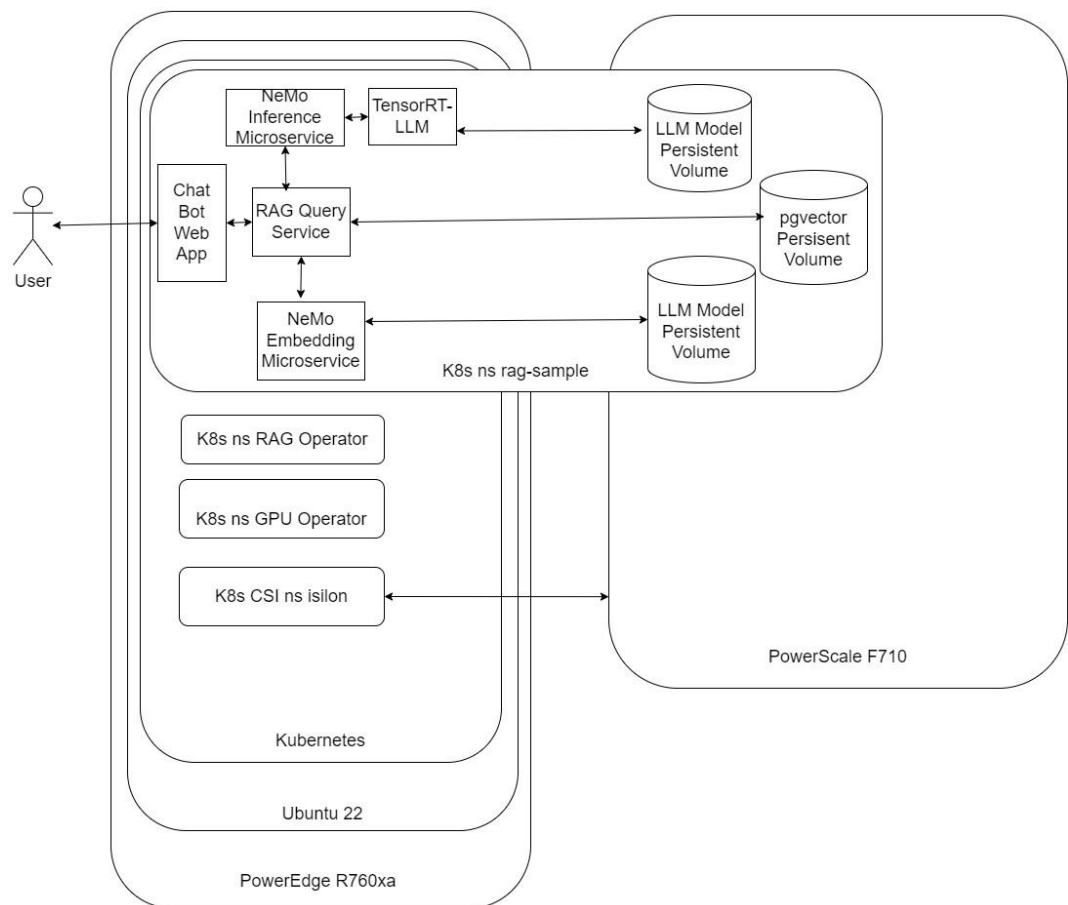 NeMo
Inference
Microservice
TensorRT-
LLM
LLM Model
Persistent
Volume
Chat
Bot
Web
App
RAG Query
Service
pgvector
Persisent
Volume
User
NeMo
Embedding
Microservice
LLM Model
Persistent
Volume
K8s ns rag-sample
K8s ns RAG Operator
K8s ns GPU Operator
K8s CSI ns isilon
PowerScale F710
Kubernetes
Ubuntu 22
PowerEdge R760xa